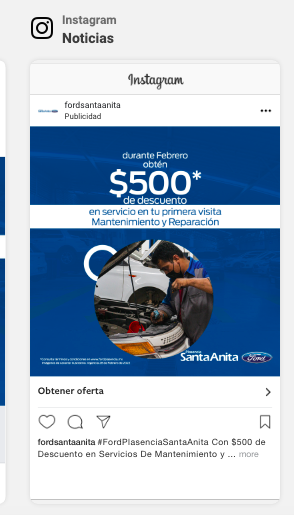 Instagram
Noticias
Instagram
fordsantaanita
Publicidad
durante Febrero
obtén
$500*
de descuento
en servicio en tu primera visita
Mantenimiento y Reparación
Plasencia
SantaAnita Ford
Obtener oferta
fordsantaanita #FordPlasenciaSantaAnita Con $500 de
Descuento en Servicios De Mantenimiento y ... more